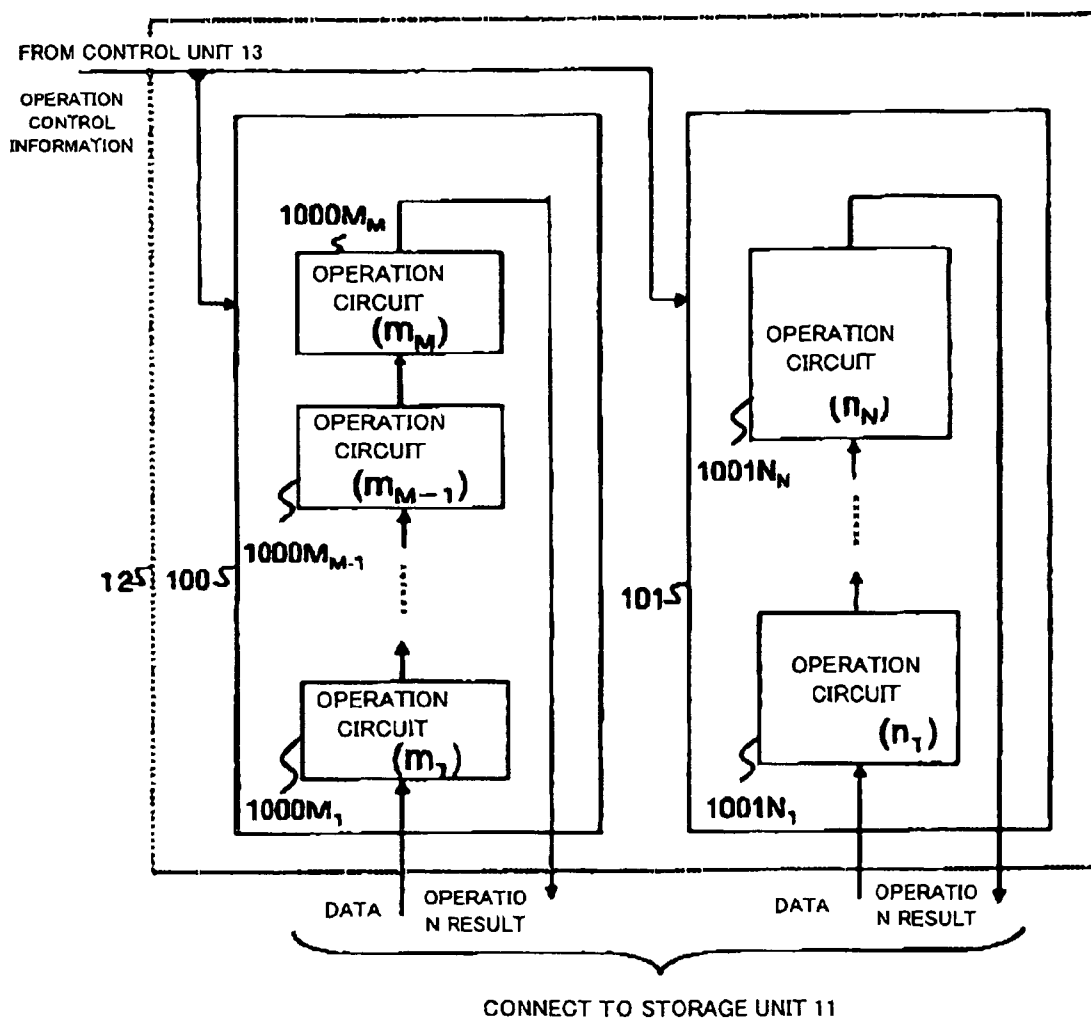 FROM CONTROL UNIT 13
OPERATION
CONTROL
INFORMATION
1000M_M
OPERATION
CIRCUIT
(m_M)
OPERATION
CIRCUIT
(m_M-1)
1000M_M-1
12
100
OPERATION
CIRCUIT
(m_1)
1000M_1
OPERATION
CIRCUIT
(n_N)
1001N_N
101
OPERATION
CIRCUIT
(n_1)
1001N_1
DATA
OPERATIO
N RESULT
DATA
OPERATIO
N RESULT
CONNECT TO STORAGE UNIT 11